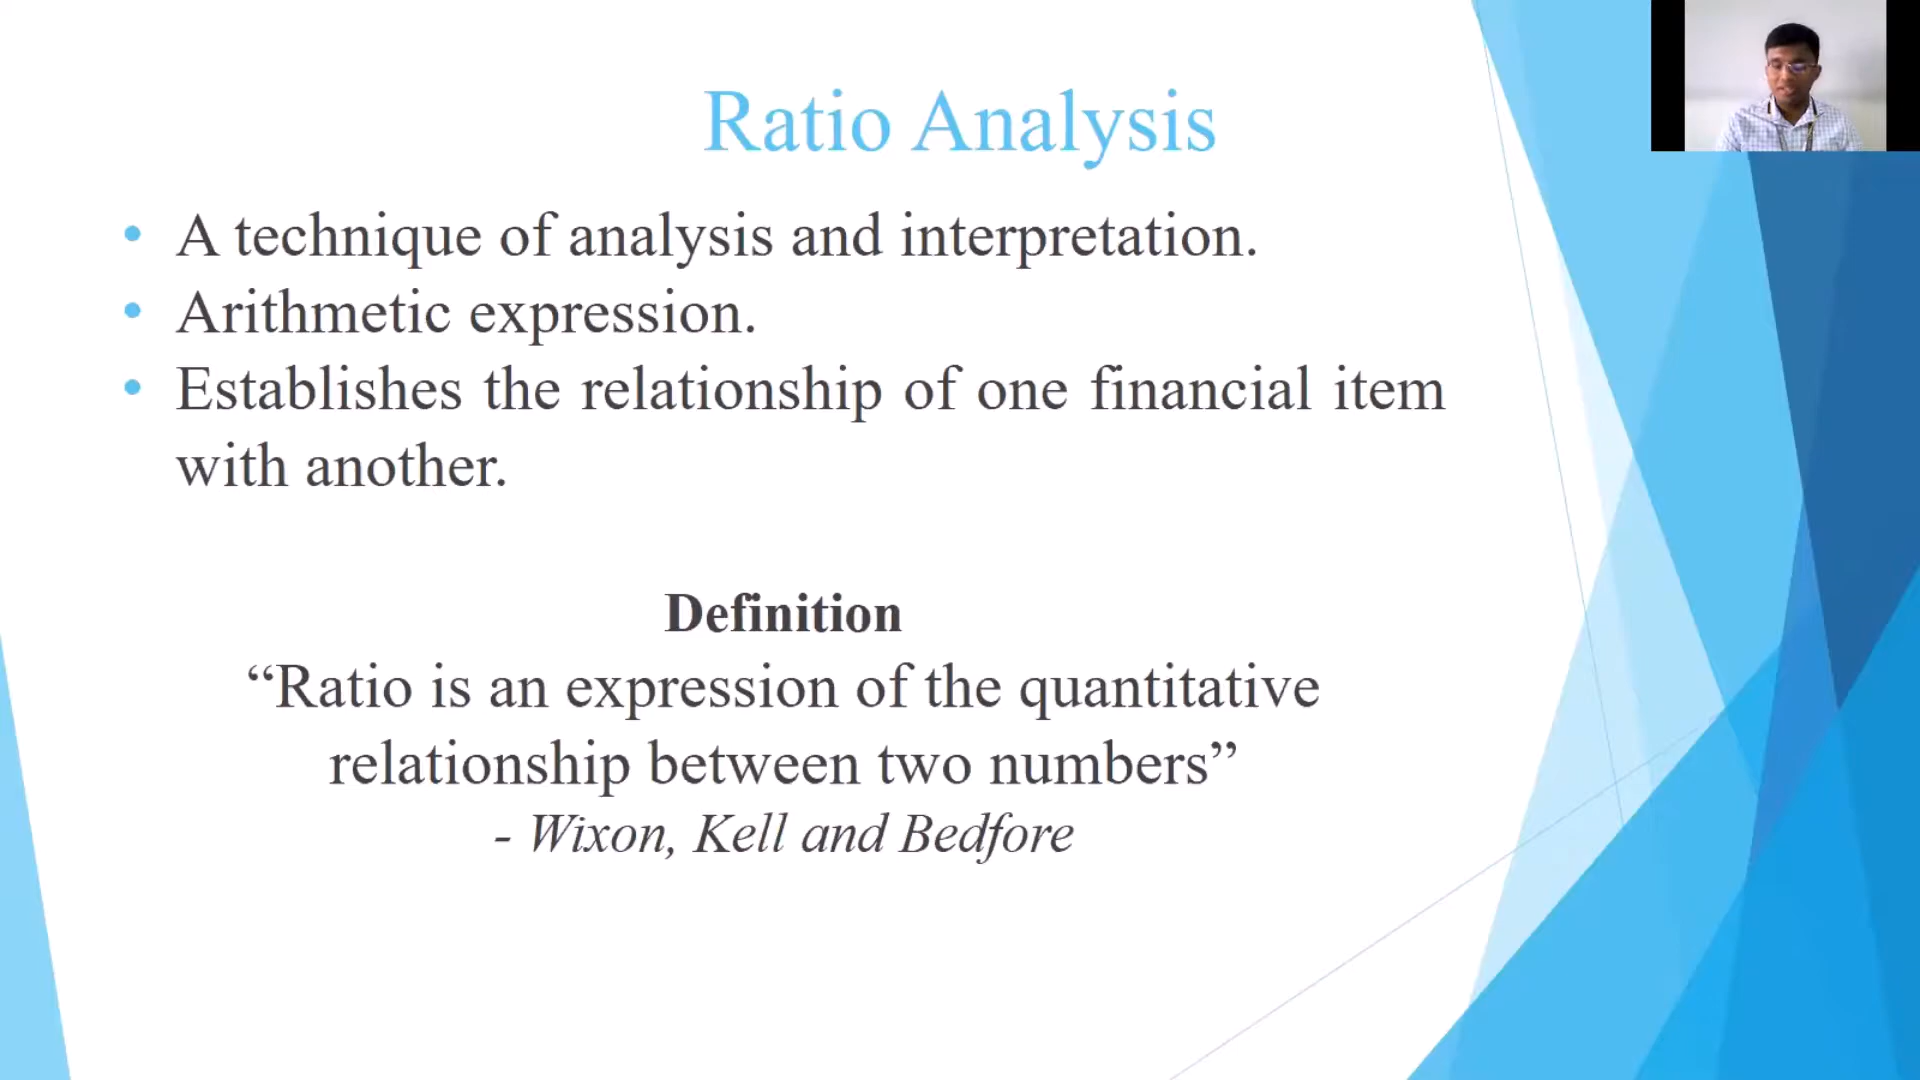 Ratio Analysis
• A technique of analysis and interpretation.
• Arithmetic expression.
• Establishes the relationship of one financial item
with another.
Definition
“Ratio is an expression of the quantitative
relationship between two numbers”
- Wixon, Kell and Bedfore